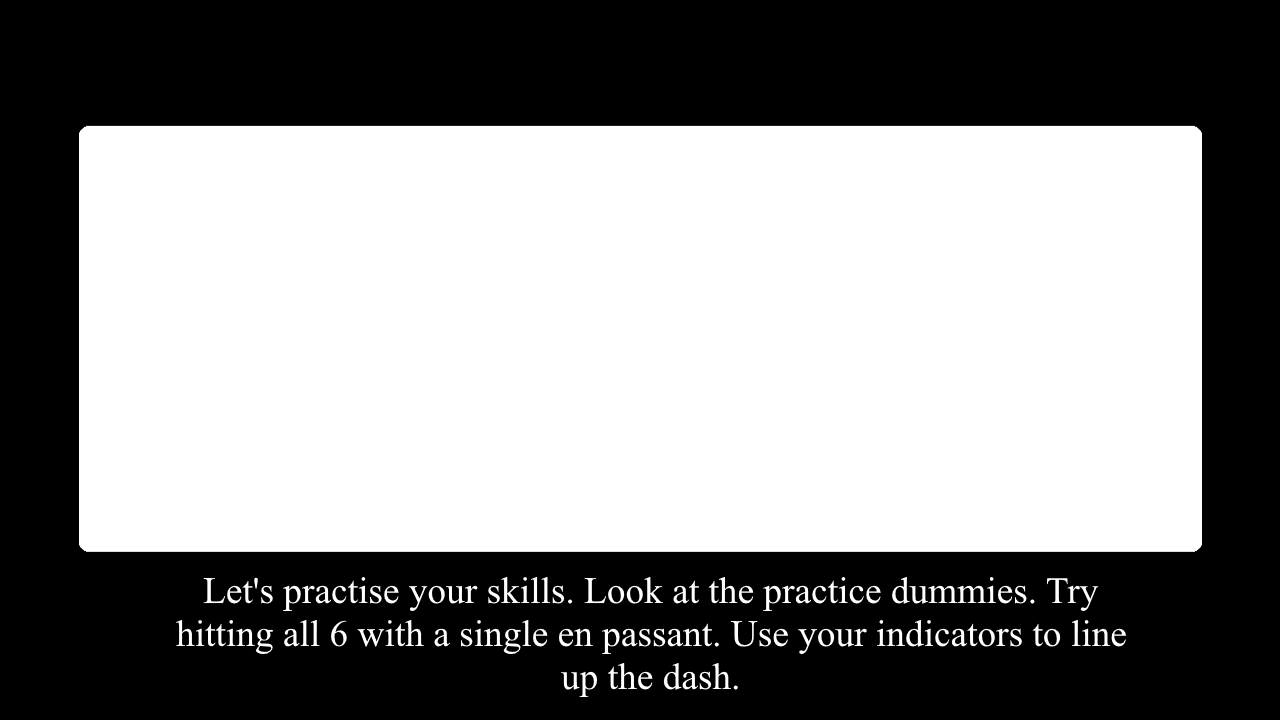 Let's practise your skills. Look at the practice dummies. Try
hitting all 6 with a single en passant. Use your indicators to line
up the dash.